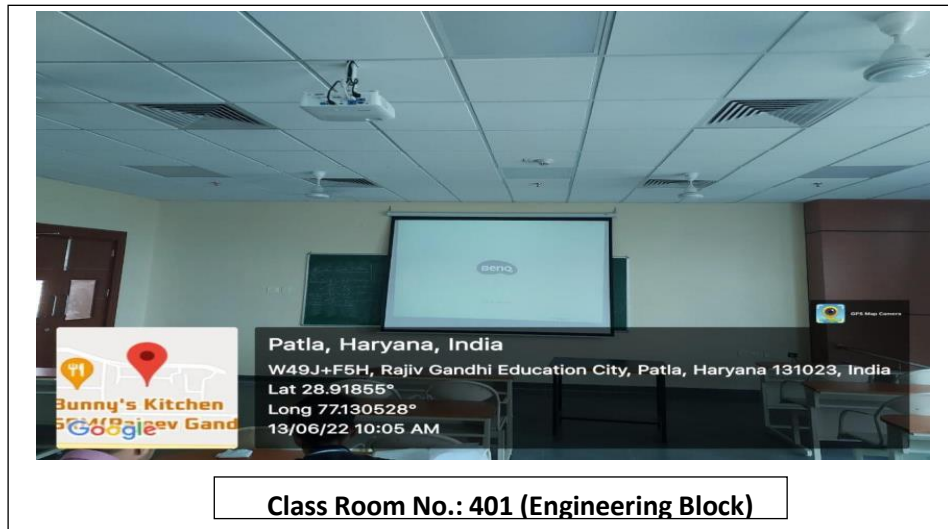 BenQ
GPS Map Camera
Patla, Haryana, India
W49J+F5H, Rajiv Gandhi Education City, Patla, Haryana 131023, India
Lat 28.91855°
Long 77.130528°
13/06/22 10:05 AM
Bunny's Kitchen
Gand
Google
Class Room No.: 401 (Engineering Block)